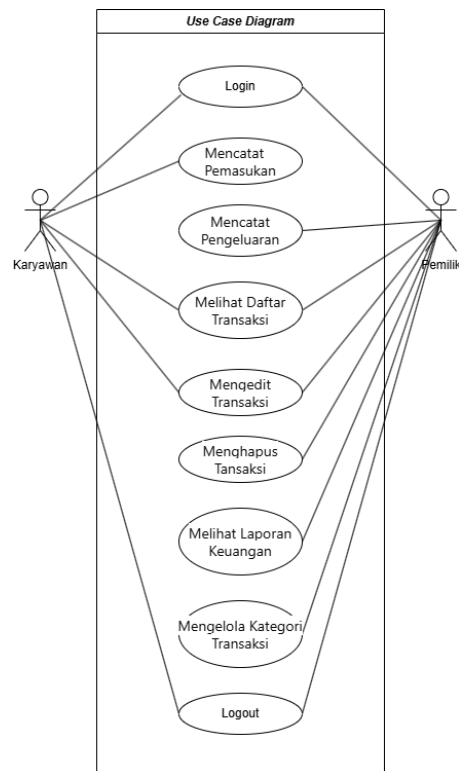 Use Case Diagram
Login
Mencatat
Pemasukan
Mencatat
Pengeluaran
Karyawan
Pemilik
Melihat Daftar
Transaksi
Mengedit
Transaksi
Menghapus
Tansaksi
Melihat Laporan
Keuangan
Mengelola Kategori
Transaksi
Logout